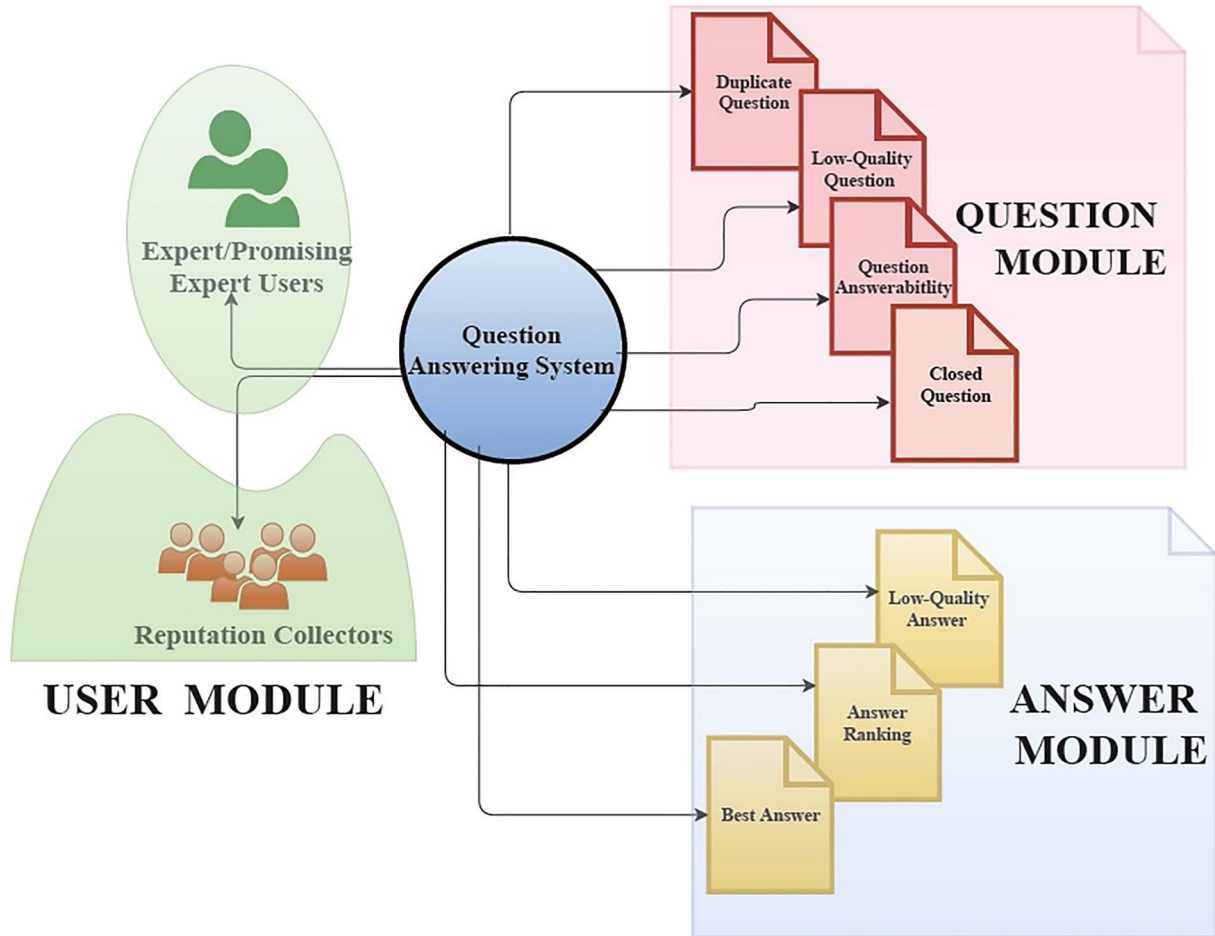 Expert/Promising
Expert Users
Reputation Collectors
USER MODULE
Question
Answering System
Duplicate
Question
Low-Quality
Question
Question
Answerabitlity
Closed
Question
QUESTION
MODULE
Low-Quality
Answer
Answer
Ranking
Best Answer
ANSWER
MODULE